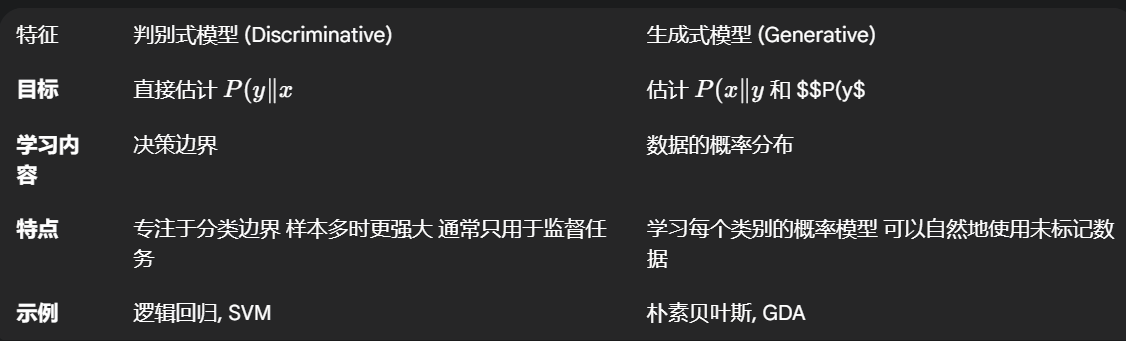 特征 判别式模型 (Discriminative) 生成式模型 (Generative)
目标 直接估计 P(y‖x 估计 P(x‖y 和 $$P(y$
学习内容 决策边界 数据的概率分布
特点 专注于分类边界 样本多时更强大 通常只用于监督任务 学习每个类别的概率模型 可以自然地使用未标记数据
示例 逻辑回归, SVM 朴素贝叶斯, GDA